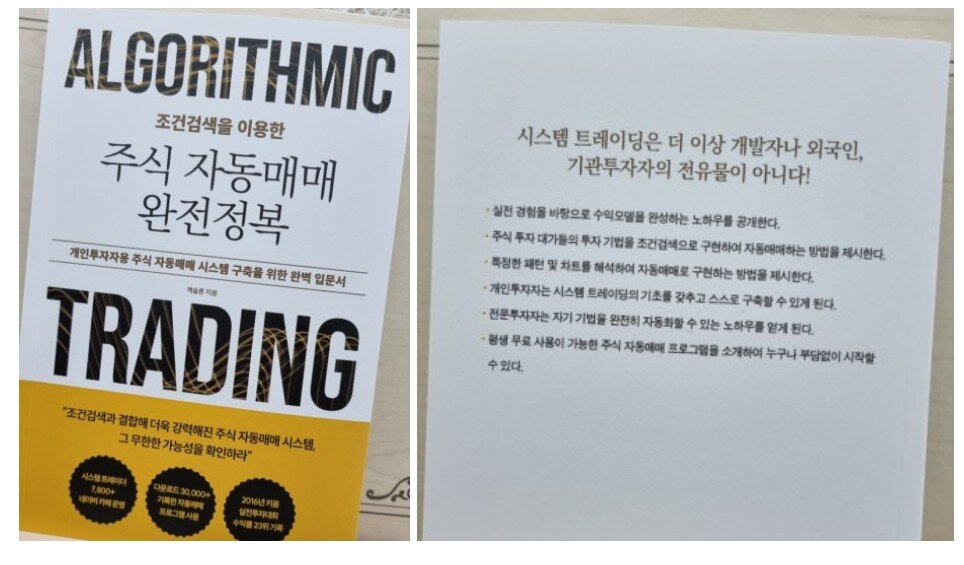 ALGORITHMIC
조건검색을 이용한
주식 자동매매
완전정복
개인투자자용 주식 자동매매 시스템 구축을 위한 완벽 입문서
역슬론 지음
TRADING
"조건검색과 결합해 더욱 강력해진 주식 자동매매 시스템,
그 무한한 가능성을 확인하라"
시스템 트레이더
7,800+
네이버 카페 운영
다운로드 30,000+
기록한 자동매매
프로그램 사용
2016년 키움
실전투자대회
수익률 23위 기록
시스템 트레이딩은 더 이상 개발자나 외국인,
기관투자자의 전유물이 아니다!
• 실전 경험을 바탕으로 수익모델을 완성하는 노하우를 공개한다.
• 주식 투자 대가들의 투자 기법을 조건검색으로 구현하여 자동매매하는 방법을 제시한다.
• 특정한 패턴 및 차트를 해석하여 자동매매로 구현하는 방법을 제시한다.
• 개인투자자는 시스템 트레이딩의 기초를 갖추고 스스로 구축할 수 있게 된다.
• 전문투자자는 자기 기법을 완전히 자동화할 수 있는 노하우를 얻게 된다.
• 평생 무료 사용이 가능한 주식 자동매매 프로그램을 소개하여 누구나 부담없이 시작할
수 있다.